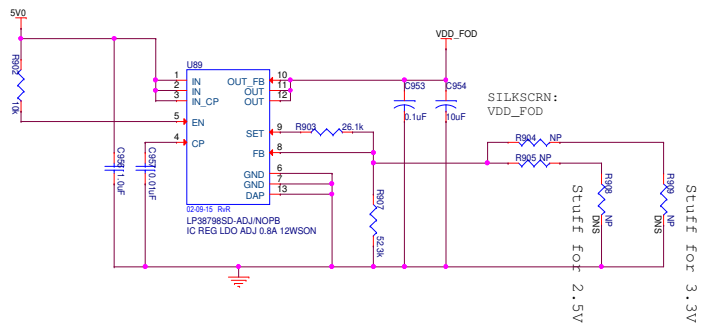 5V0
VDD_FOD
R902
10k
U89
1
IN
2
IN
3
IN_CP
5
EN
4
CP
OUT_FB
10
OUT
11
OUT
12
SET
9
FB
8
GND
6
GND
7
DAP
13
02-09-15 RvR
LP38798SD-ADJ/NOPB
IC REG LDO ADJ 0.8A 12WSON
C956
1.0uF
C957
0.01uF
R903
26.1k
R907
52.3k
C953
0.1uF
C954
10uF
SILKSCRN:
VDD_FOD
R904
NP
R905
NP
R908
NP
DNS
R909
NP
DNS
Stuff for 2.5V
Stuff for 3.3V